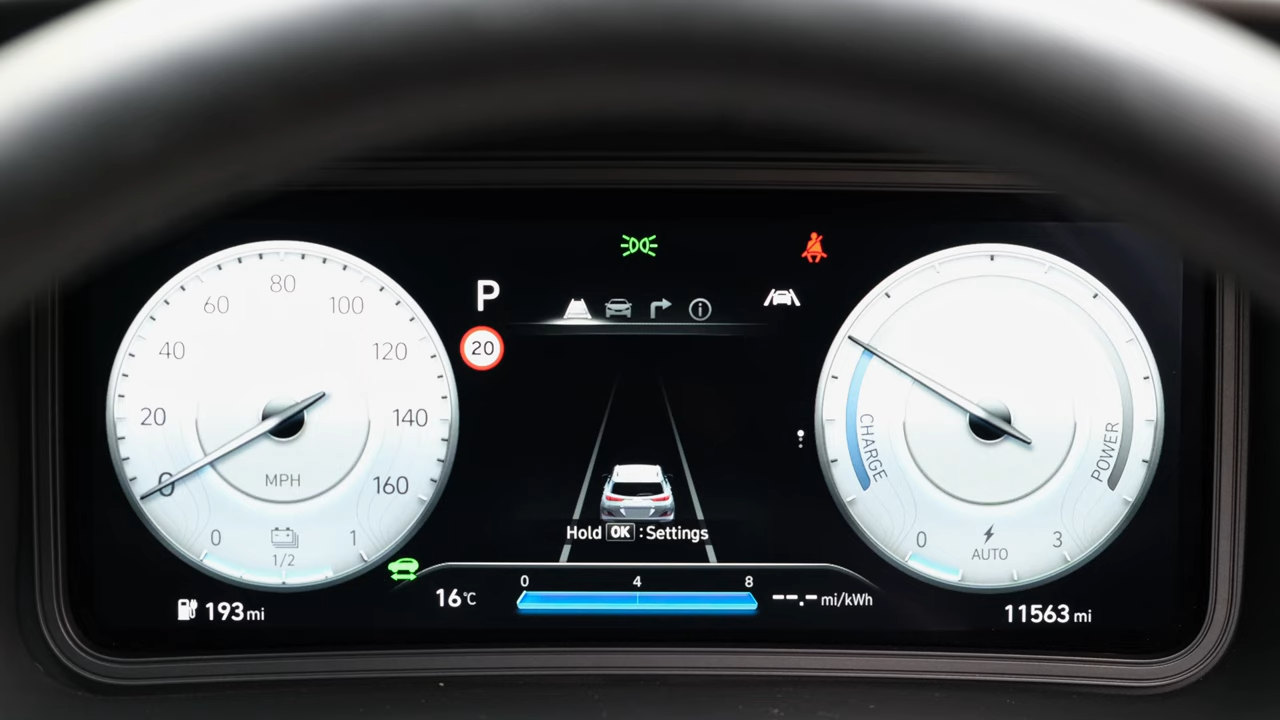 80
60
100
40
120
20
140
0
160
MPH
0
1
1/2
193 mi
P
20
Hold OK : Settings
16°C
0
4
8
--.- mi/kWh
CHARGE
POWER
0
3
AUTO
11563 mi